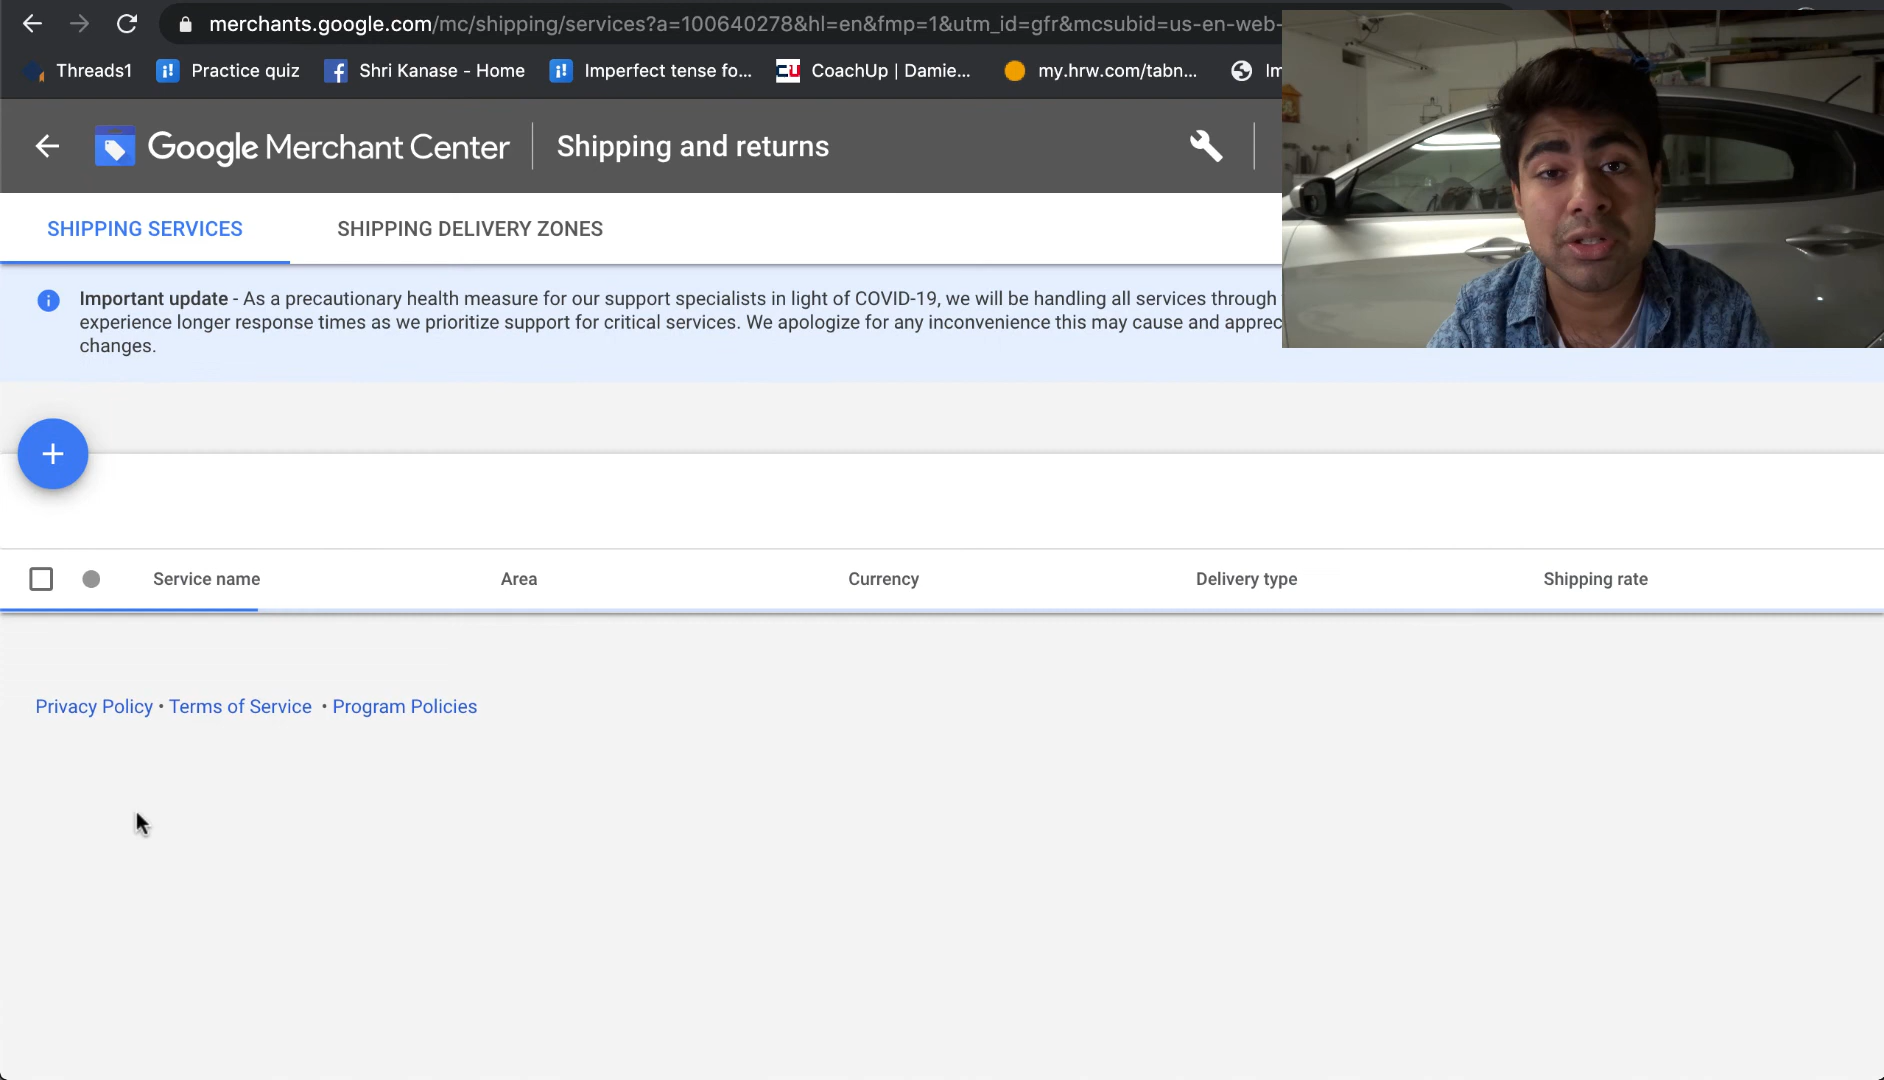 merchants.google.com/mc/shipping/services?a=100640278&hl=en&fmp=1&utm_id=gfr&mcsubid=us-en-web-
Threads1 Practice quiz Shri Kanase - Home Imperfect tense fo... CU CoachUp | Damie... my.hrw.com/tabn...
Google Merchant Center Shipping and returns
SHIPPING SERVICES SHIPPING DELIVERY ZONES
Important update - As a precautionary health measure for our support specialists in light of COVID-19, we will be handling all services through
experience longer response times as we prioritize support for critical services. We apologize for any inconvenience this may cause and
changes.
Service name Area Currency Delivery type Shipping rate
Privacy Policy • Terms of Service • Program Policies